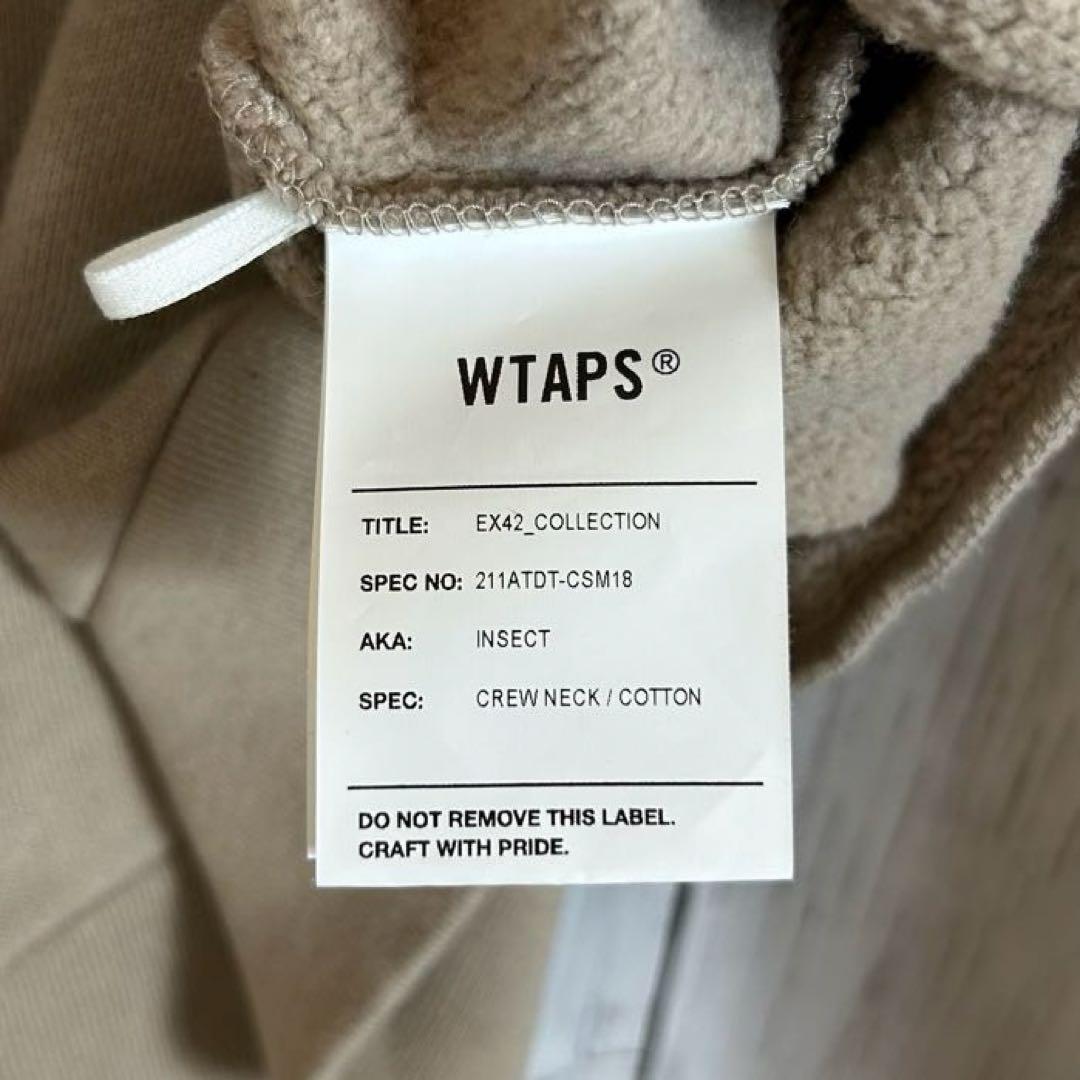 WTAPS®
TITLE: EX42_COLLECTION
SPEC NO: 211ATDT-CSM18
AKA: INSECT
SPEC: CREW NECK / COTTON
DO NOT REMOVE THIS LABEL.
CRAFT WITH PRIDE.